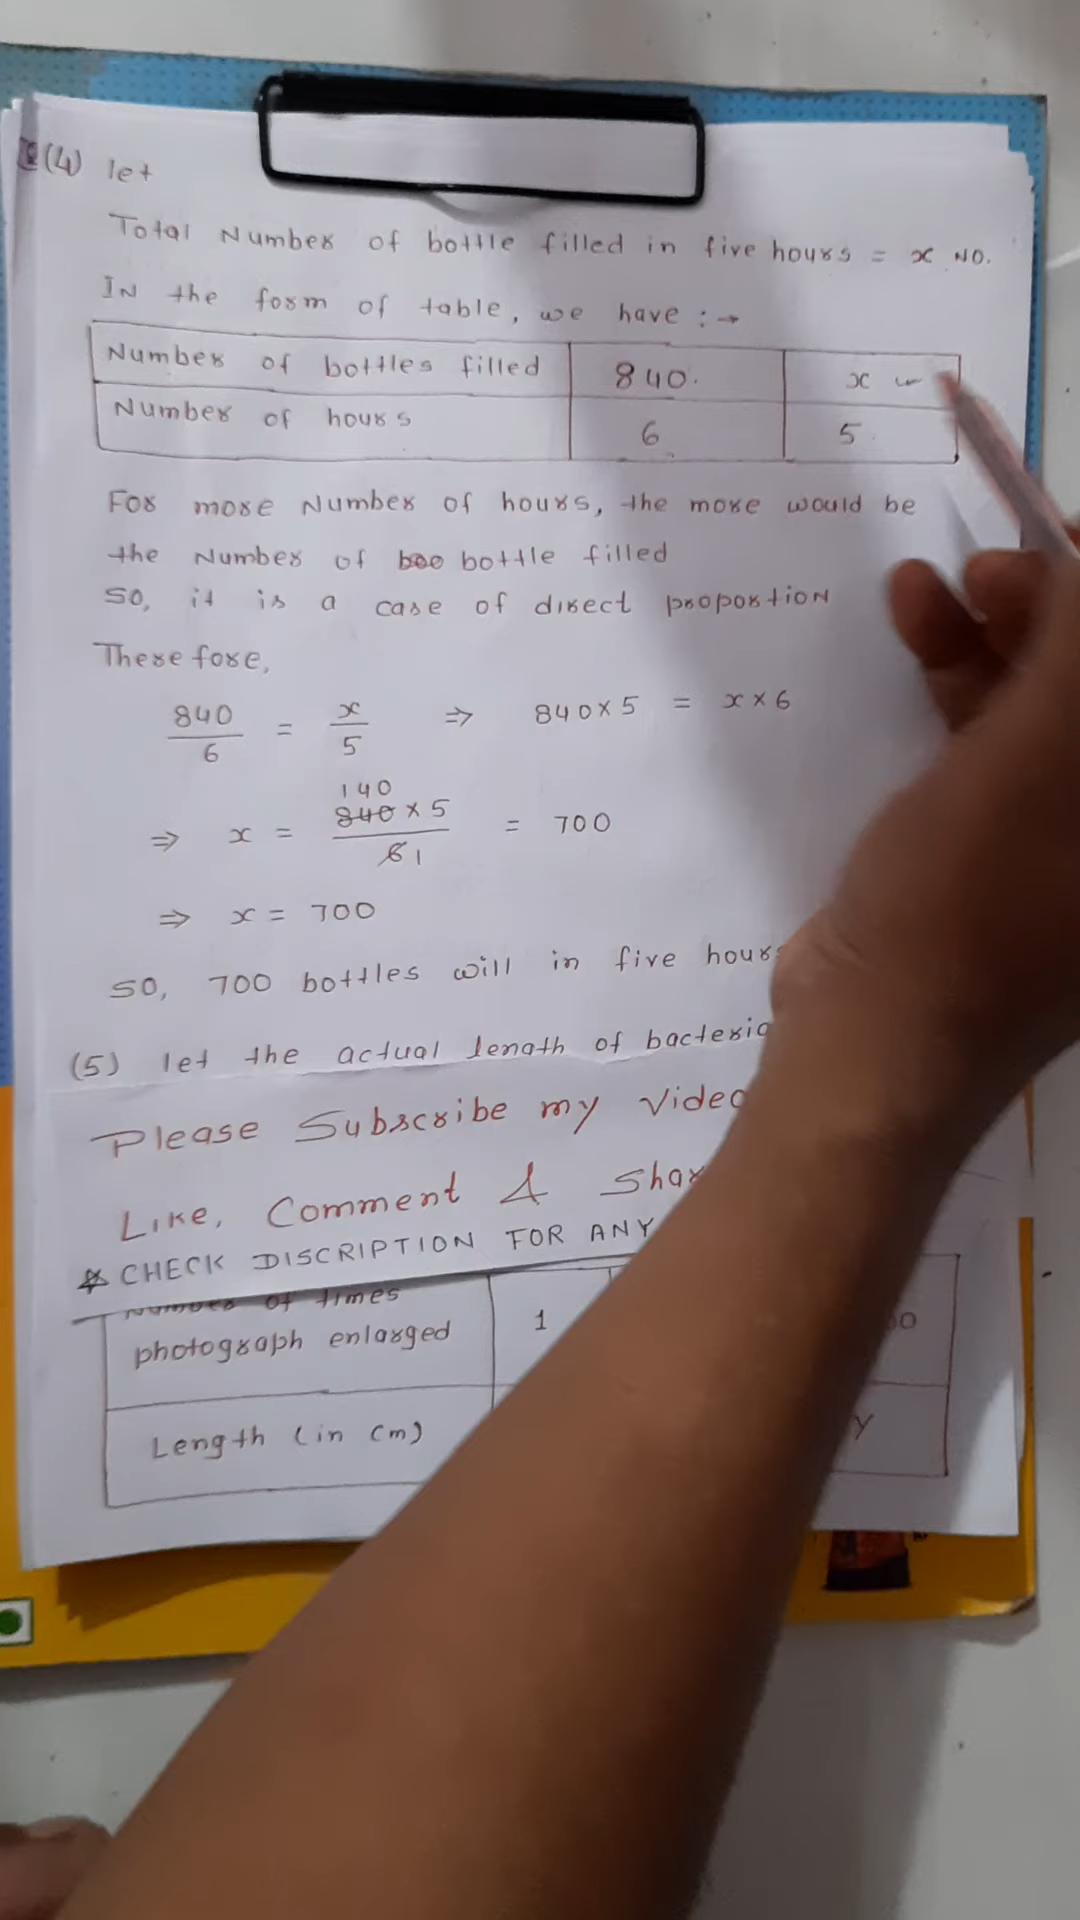 (4) let
Total Number of bottle filled in five hours = x NO.
IN the form of table, we have :→
Number of bottles filled 840. x
Number of hours 6 5
For more Number of hours, the more would be
the Number of boo bottle filled
SO, it is a case of direct proportion
Therefore,
840/6 = x/5 ⇒ 840 × 5 = x × 6
140
⇒ x = 840 × 5 / 6 1 = 700
⇒ x = 700
SO, 700 bottles will in five hours
(5) let the actual length of bacteria
Please Subscribe my Video
Like, Comment & Shar
* CHECK DISCRIPTION FOR ANY
Number of times
photograph enlarged 1
Length (in cm) Y